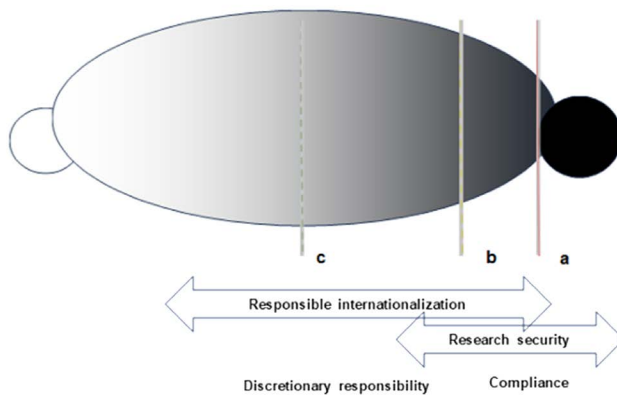 c
b
a
Responsible internationalization
Research security
Discretionary responsibility
Compliance